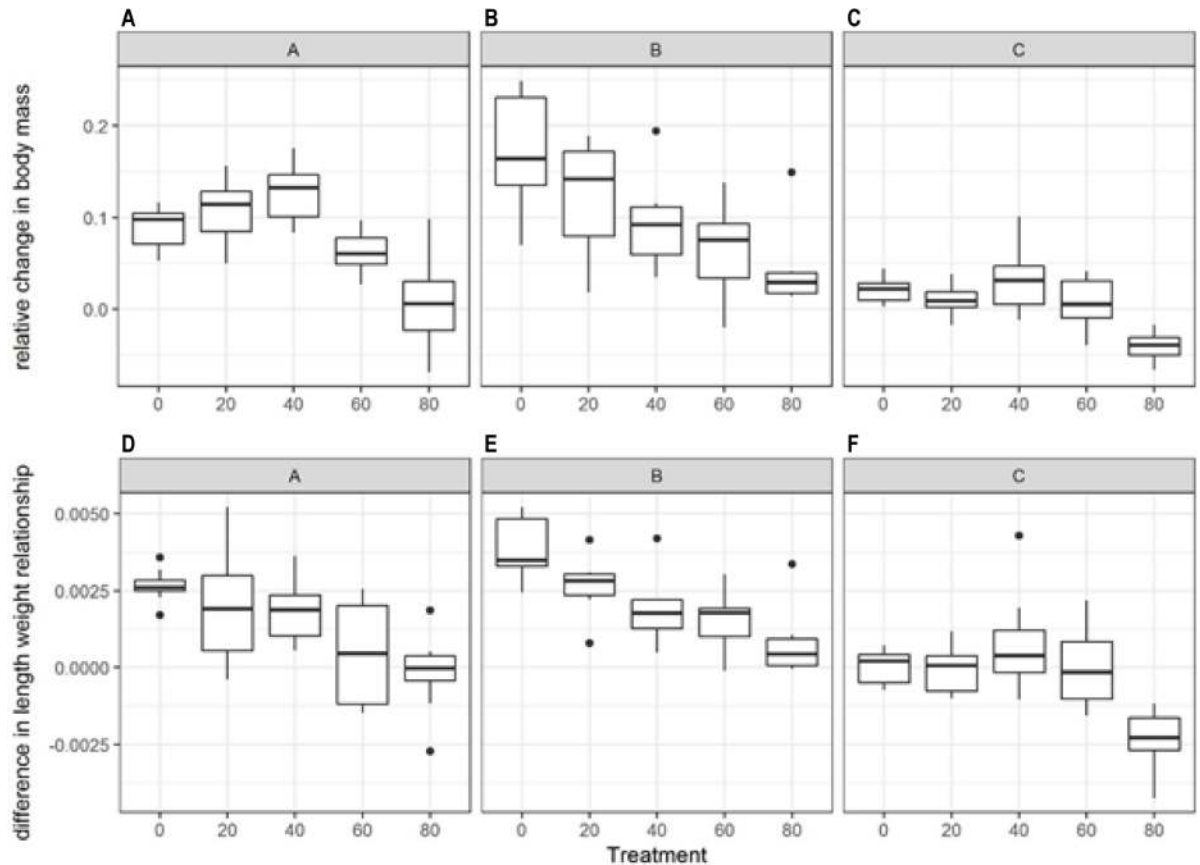 A B C
A B C
relative change in body mass
0.2
0.1
0.0
0 20 40 60 80 0 20 40 60 80 0 20 40 60 80
D E F
A B C
difference in length weight relationship
0.0050
0.0025
0.0000
-0.0025
0 20 40 60 80 0 20 40 60 80 0 20 40 60 80
Treatment